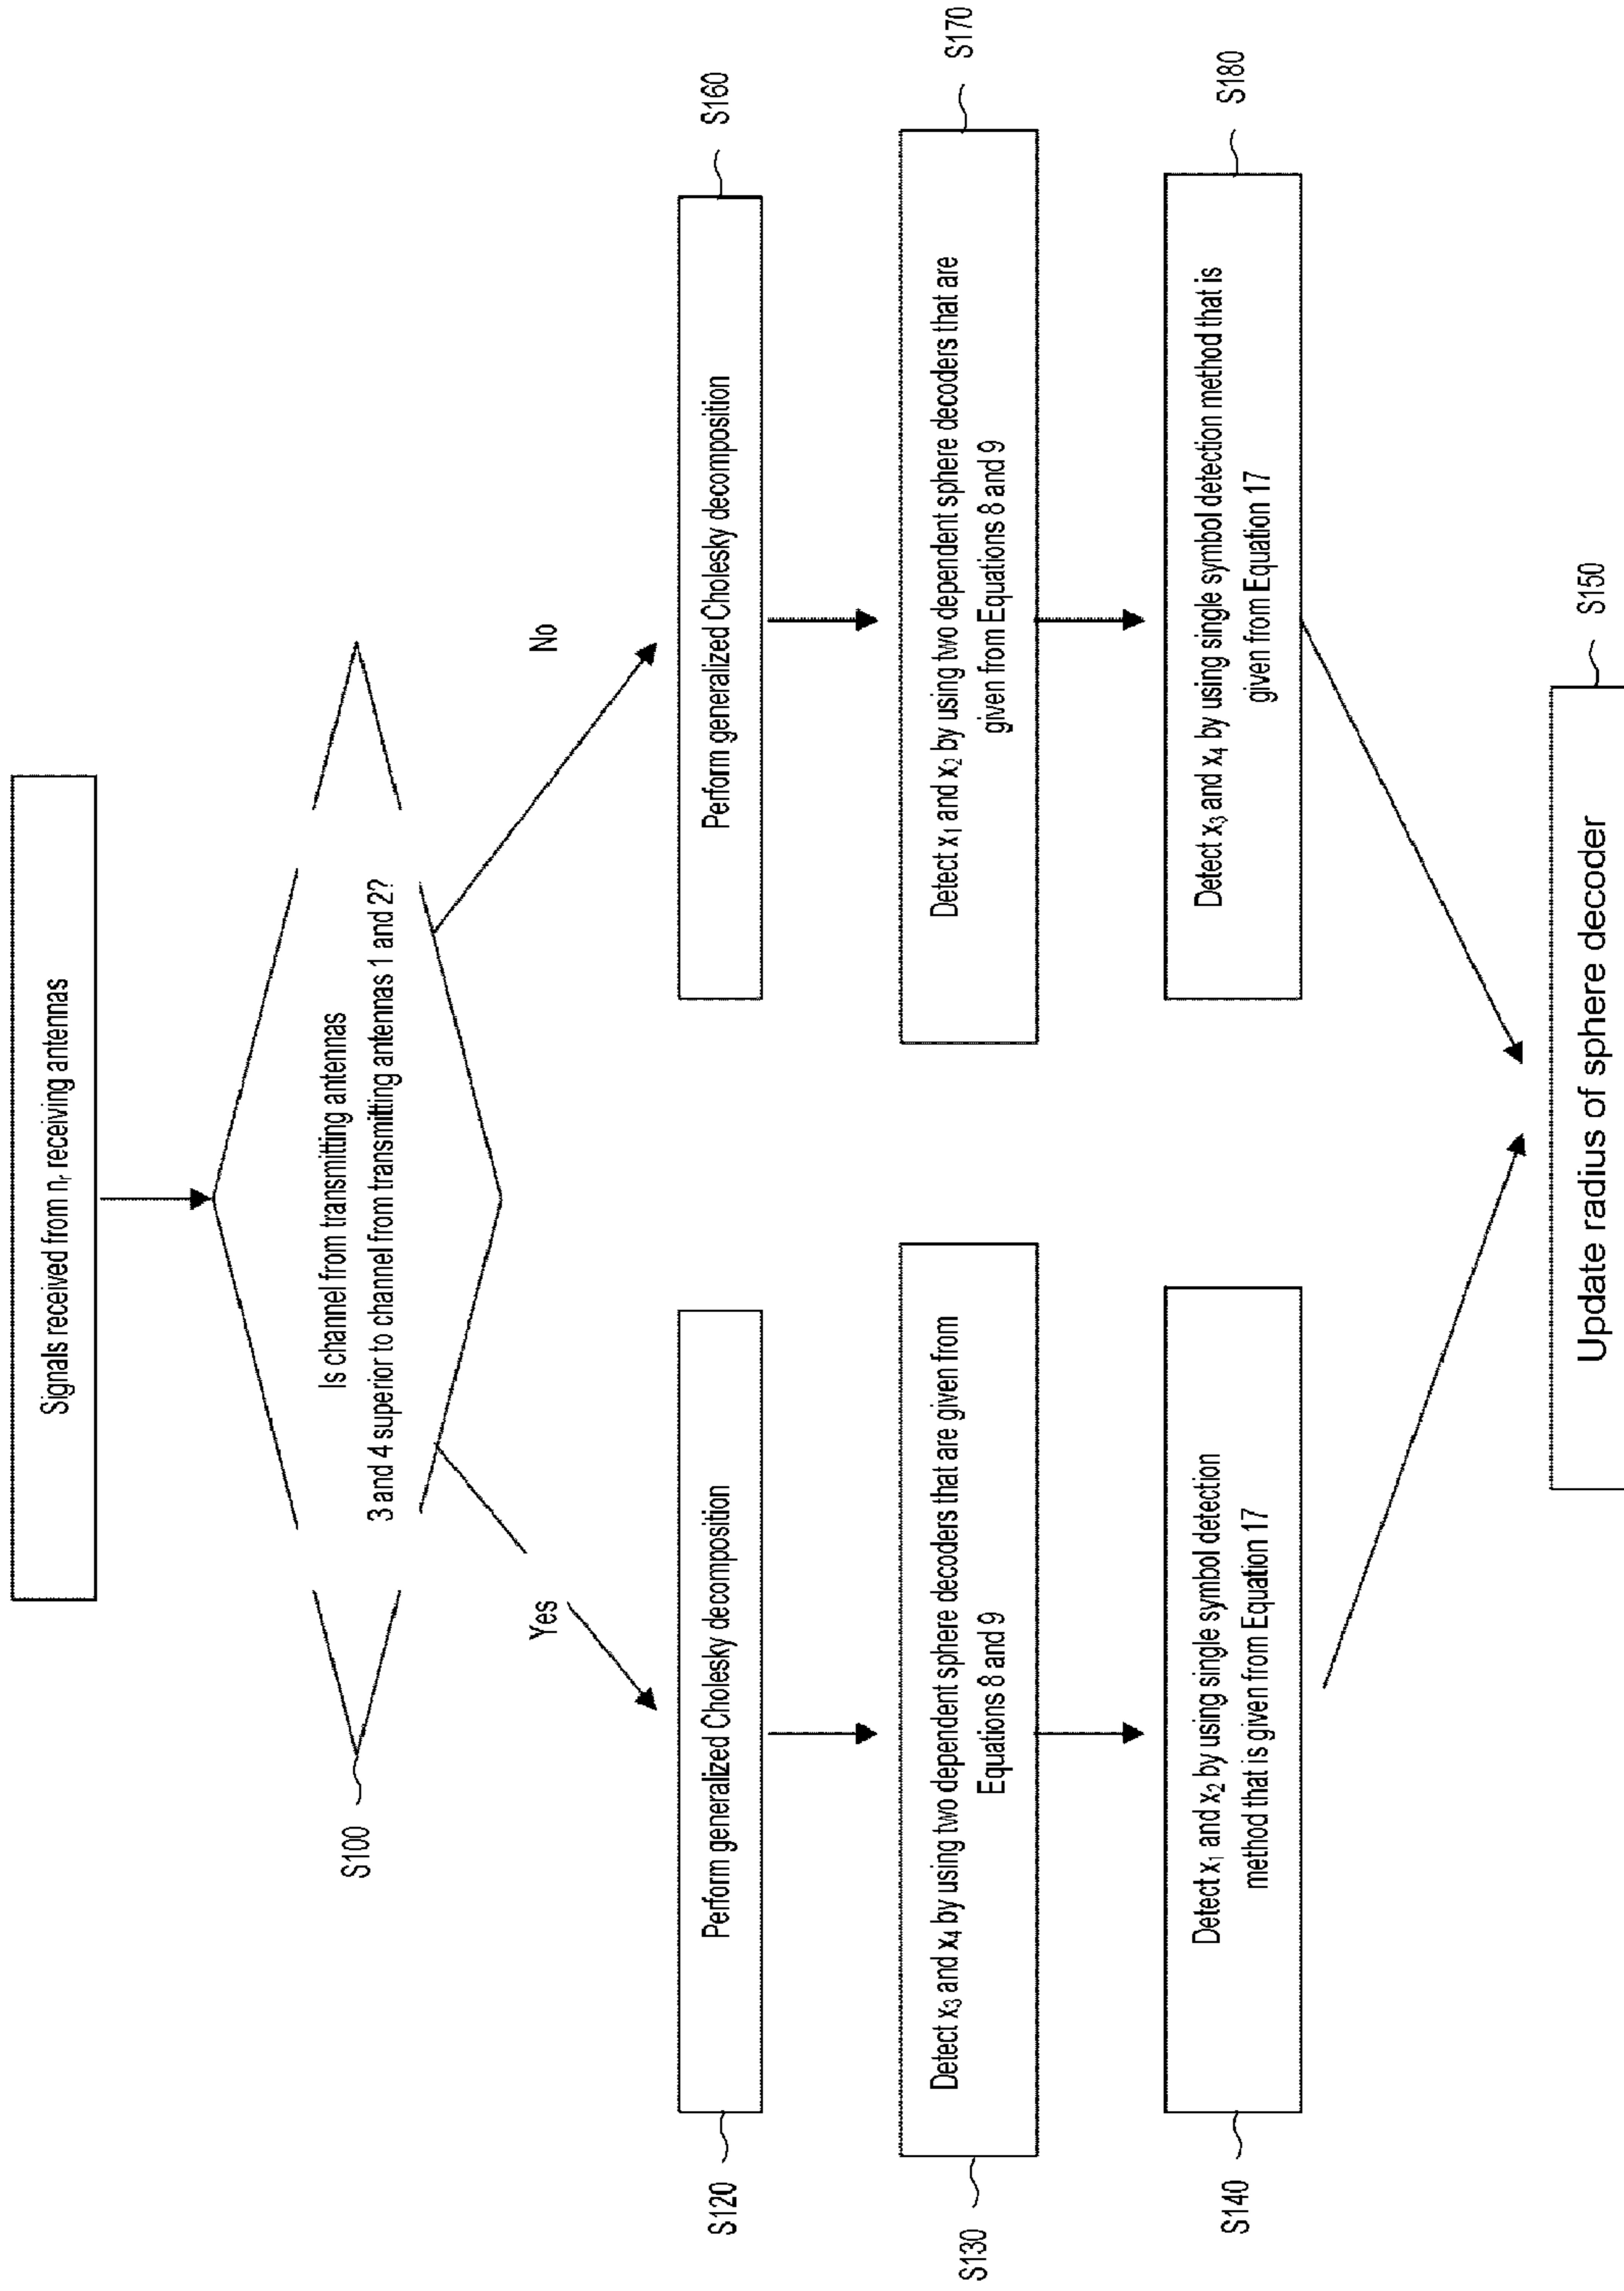 Signals received from nᵣ receiving antennas
S100
Is channel from transmitting antennas
3 and 4 superior to channel from transmitting antennas 1 and 2?
Yes
No
S120
Perform generalized Cholesky decomposition
S130
Detect x₃ and x₄ by using two dependent sphere decoders that are given from
Equations 8 and 9
S140
Detect x₁ and x₂ by using single symbol detection
method that is given from Equation 17
S160
Perform generalized Cholesky decomposition
S170
Detect x₁ and x₂ by using two dependent sphere decoders that are
given from Equations 8 and 9
S180
Detect x₃ and x₄ by using single symbol detection method that is
given from Equation 17
S150
Update radius of sphere decoder